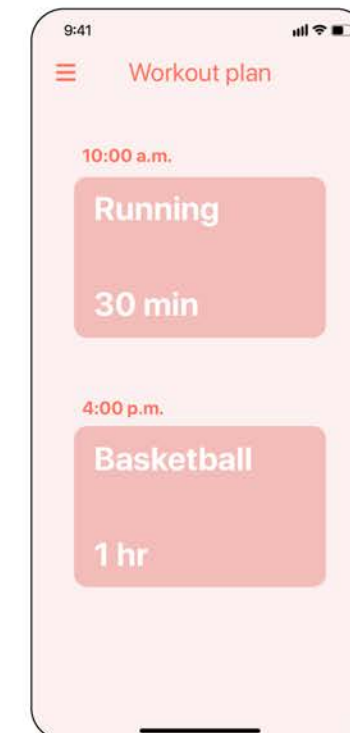 9:41
Workout plan
10:00 a.m.
Running
30 min
4:00 p.m.
Basketball
1 hr